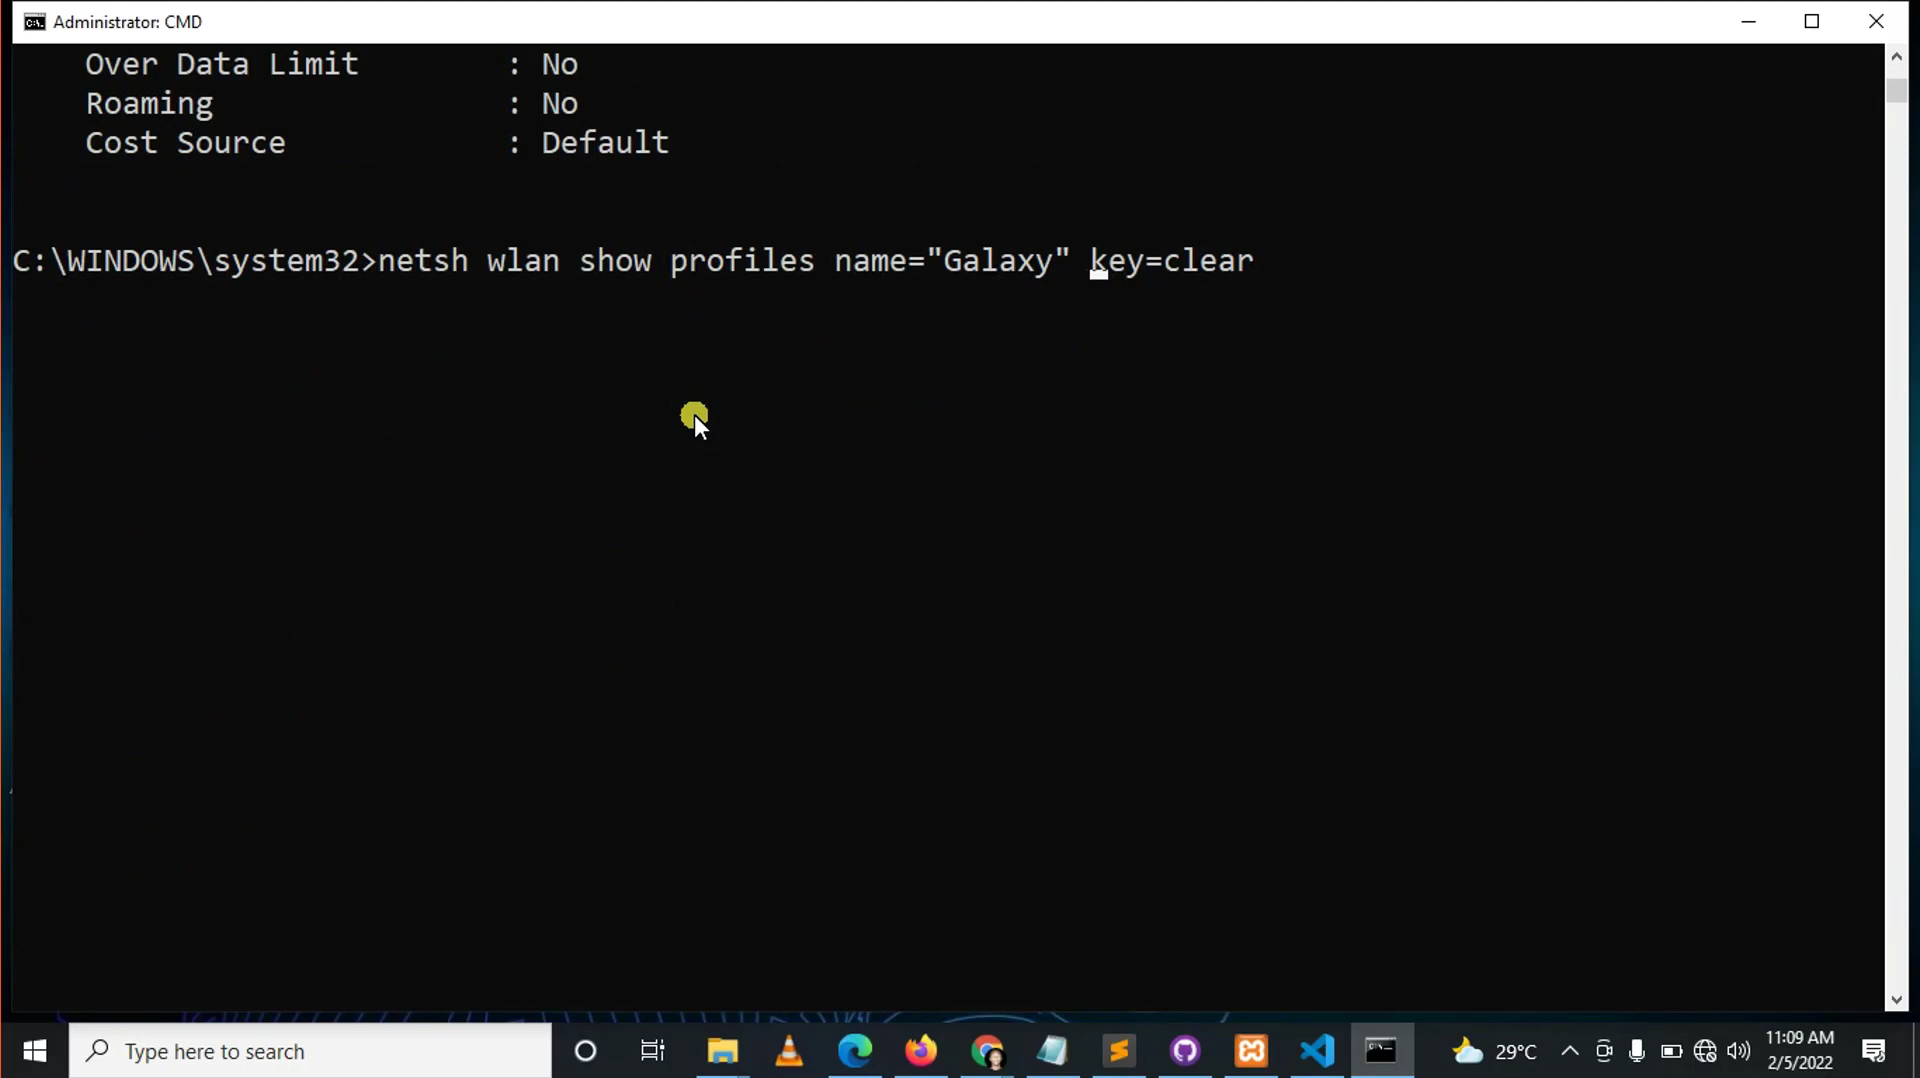 Administrator: CMD
Over Data Limit : No
Roaming : No
Cost Source : Default
C:\WINDOWS\system32>netsh wlan show profiles name="Galaxy" key=clear
Type here to search
29°C
11:09 AM
2/5/2022